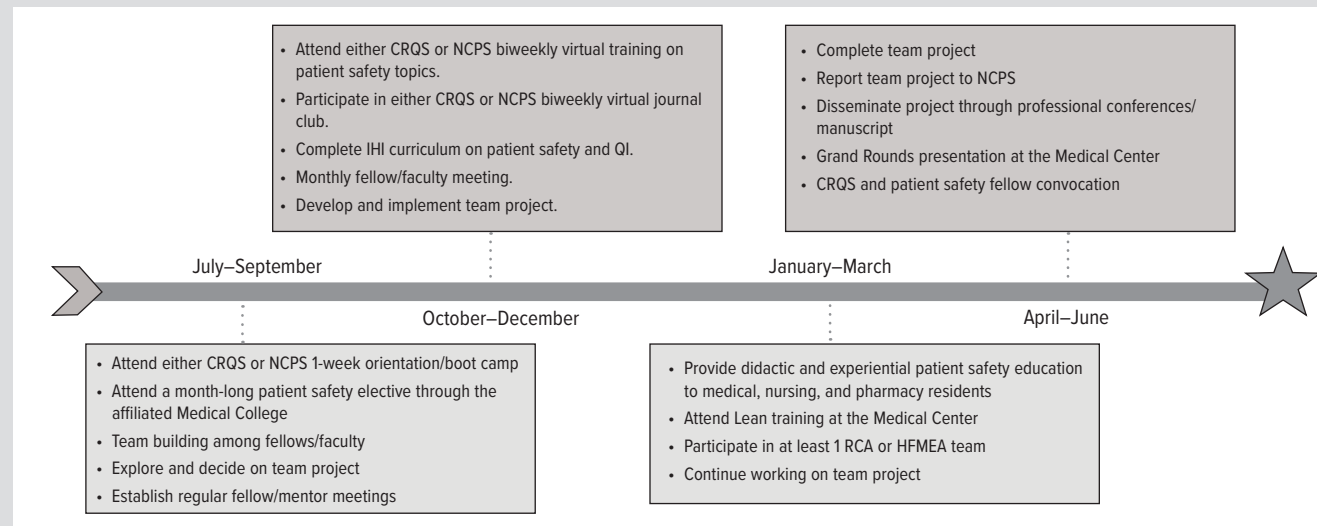 • Attend either CRQS or NCPS biweekly virtual training on
patient safety topics.
• Participate in either CRQS or NCPS biweekly virtual journal
club.
• Complete IHI curriculum on patient safety and QI.
• Monthly fellow/faculty meeting.
• Develop and implement team project.
• Complete team project
• Report team project to NCPS
• Disseminate project through professional conferences/
manuscript
• Grand Rounds presentation at the Medical Center
• CRQS and patient safety fellow convocation
July–September
January–March
October–December
April–June
• Attend either CRQS or NCPS 1-week orientation/boot camp
• Attend a month-long patient safety elective through the
affiliated Medical College
• Team building among fellows/faculty
• Explore and decide on team project
• Establish regular fellow/mentor meetings
• Provide didactic and experiential patient safety education
to medical, nursing, and pharmacy residents
• Attend Lean training at the Medical Center
• Participate in at least 1 RCA or HFMEA team
• Continue working on team project